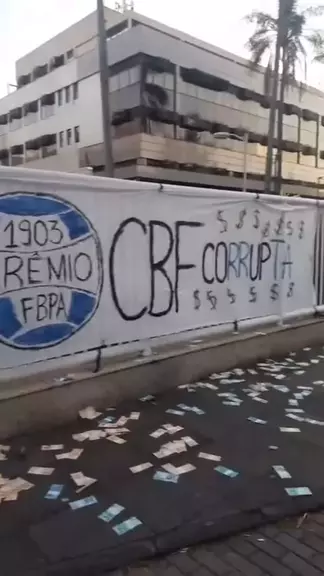 1903
GRÊMIO
FBPA
CBF CORRUPTA
$ $ $ $ $ $ $
$ $ $ $ $ $